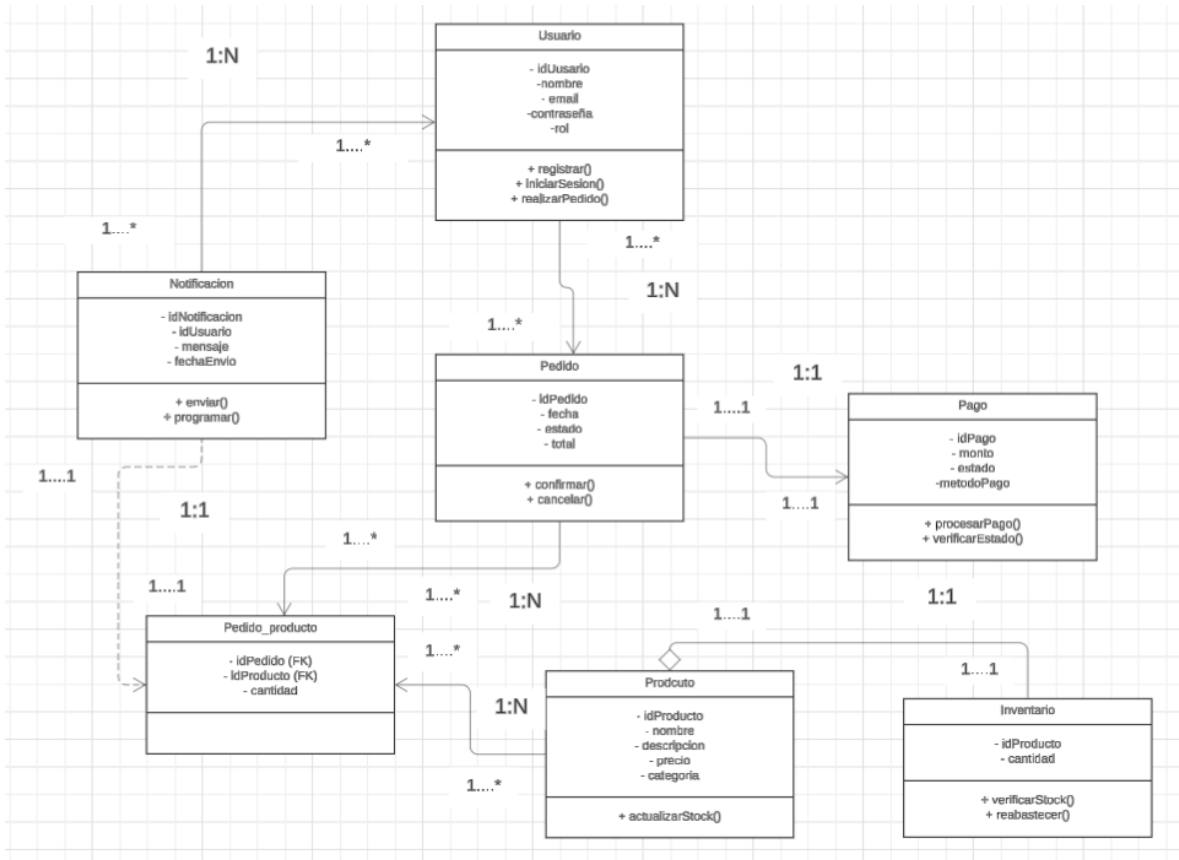 1:N
Usuario
- idUusario
-nombre
- email
-contraseña
-rol
+ registrar()
+ iniciarSesion()
+ realizarPedido()
1....*
1....*
1....*
1:N
1....*
Notificacion
- idNotificacion
- idUsuario
- mensaje
- fechaEnvio
+ enviar()
+ programar()
Pedido
- idPedido
- fecha
- estado
- total
+ confirmar()
+ cancelar()
1:1
1....1
1....1
Pago
- idPago
- monto
- estado
-metodoPago
+ procesarPago()
+ verificarEstado()
1....1
1:1
1....1
1....*
1....*
1:N
Pedido_producto
- idPedido (FK)
- idProducto (FK)
- cantidad
1....*
1:N
1....*
1:1
1....1
1....1
Prodcuto
- idProducto
- nombre
- descripcion
- precio
- categoria
+ actualizarStock()
Inventario
- idProducto
- cantidad
+ verificarStock()
+ reabastecer()